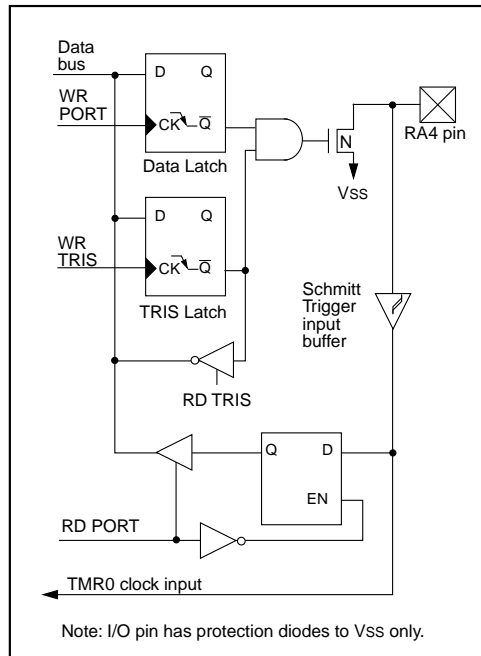 Data
bus
D Q
WR
PORT
CK Q
Data Latch
N
RA4 pin
VSS
D Q
WR
TRIS
CK Q
TRIS Latch
Schmitt
Trigger
input
buffer
RD TRIS
Q D
EN
RD PORT
TMR0 clock input
Note: I/O pin has protection diodes to VSS only.